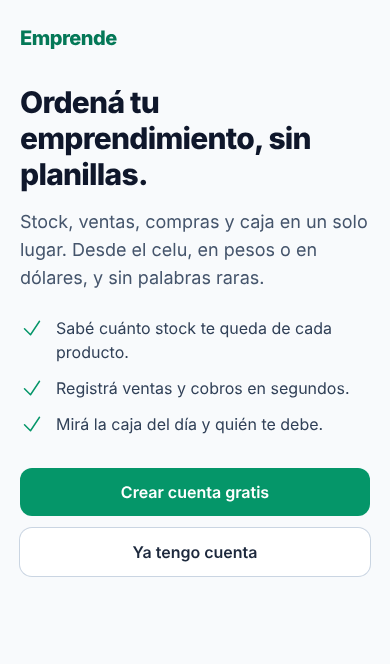 Emprende
Ordená tu
emprendimiento, sin
planillas.
Stock, ventas, compras y caja en un solo
lugar. Desde el celu, en pesos o en
dólares, y sin palabras raras.
Sabé cuánto stock te queda de cada
producto.
Registrá ventas y cobros en segundos.
Mirá la caja del día y quién te debe.
Crear cuenta gratis
Ya tengo cuenta